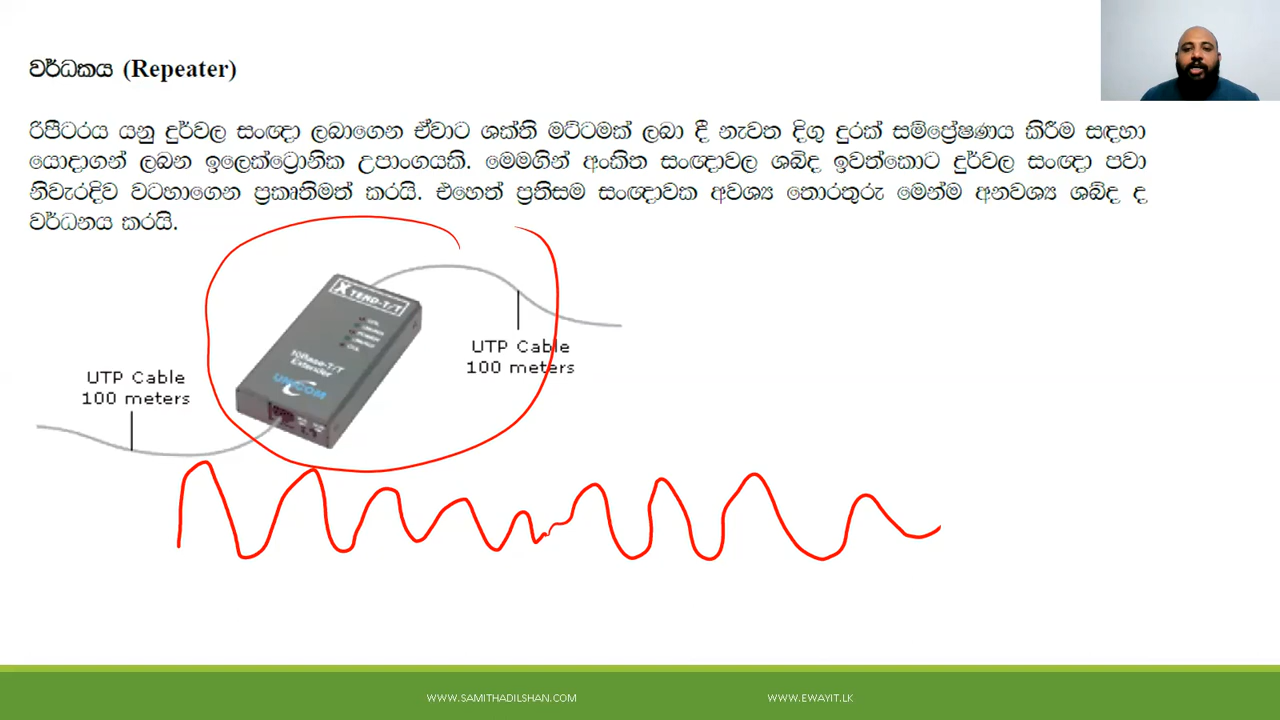 වර්ධකය (Repeater)
රිපීටරය යනු දුර්වල සංඥා ලබාගෙන ඒවාට ශක්ති මට්ටමක් ලබා දී නැවත දිගු දුරක් සම්ප්‍රේෂණය කිරීම සඳහා
යොදාගන් ලබන ඉලෙක්ට්‍රොනික උපාංගයකි. මෙමගින් අංකිත සංඥාවල ශබ්ද ඉවත්කොට දුර්වල සංඥා පවා
නිවැරදිව වටහාගෙන ප්‍රකෘතිමත් කරයි. එහෙත් ප්‍රතිසම සංඥාවක අවශ්‍ය තොරතුරු මෙන්ම අනවශ්‍ය ශබ්ද ද
වර්ධනය කරයි.
XTEND-T/T
10Base-T/T
Extender
UNICOM
UTP Cable
100 meters
UTP Cable
100 meters
WWW.SAMITHADILSHAN.COM
WWW.EWAYIT.LK